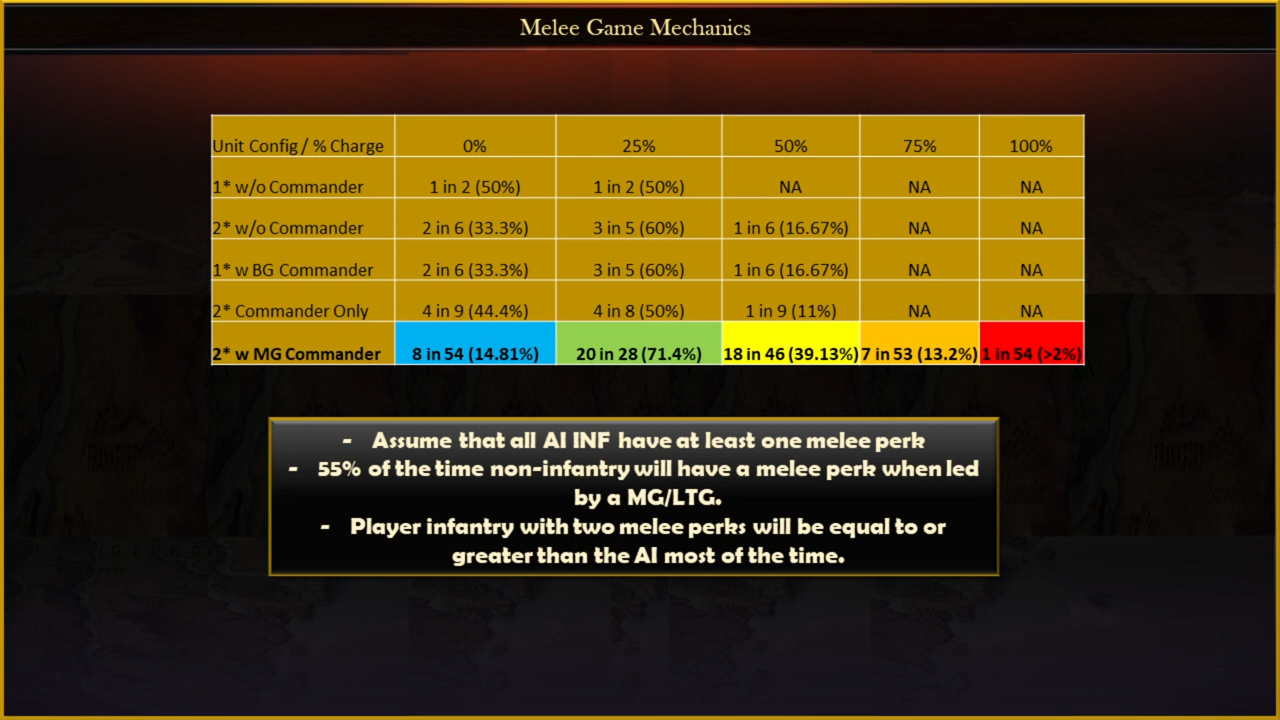 Melee Game Mechanics
Unit Config / % Charge 0% 25% 50% 75% 100%
1* w/o Commander 1 in 2 (50%) 1 in 2 (50%) NA NA NA
2* w/o Commander 2 in 6 (33.3%) 3 in 5 (60%) 1 in 6 (16.67%) NA NA
1* w BG Commander 2 in 6 (33.3%) 3 in 5 (60%) 1 in 6 (16.67%) NA NA
2* Commander Only 4 in 9 (44.4%) 4 in 8 (50%) 1 in 9 (11%) NA NA
2* w MG Commander 8 in 54 (14.81%) 20 in 28 (71.4%) 18 in 46 (39.13%) 7 in 53 (13.2%) 1 in 54 (>2%)
- Assume that all AI INF have at least one melee perk
- 55% of the time non-infantry will have a melee perk when led
by a MG/LTG.
- Player infantry with two melee perks will be equal to or
greater than the AI most of the time.